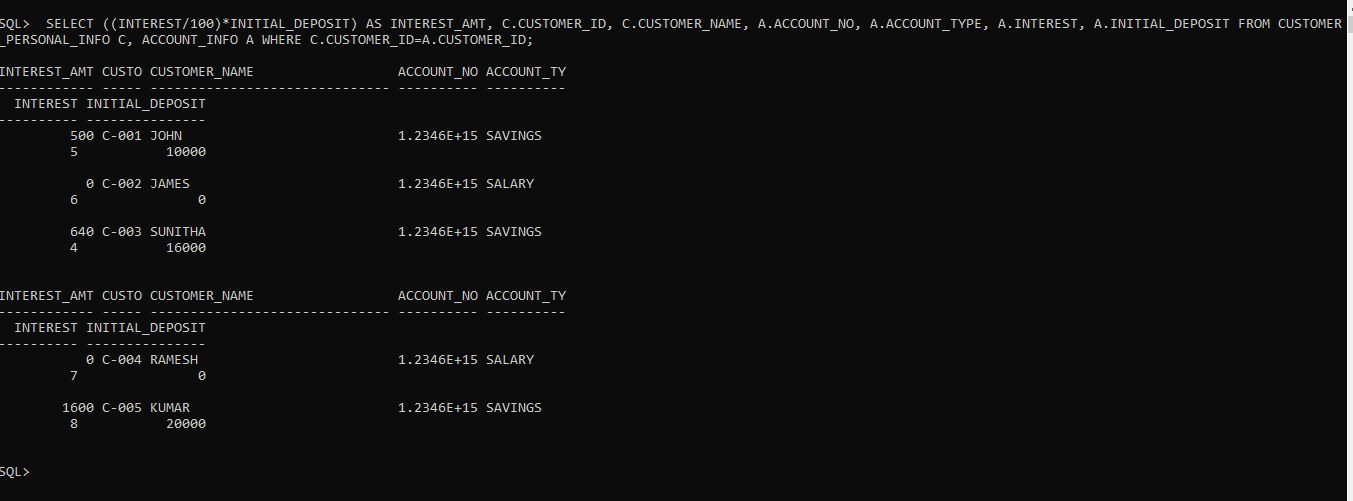 SQL>  SELECT ((INTEREST/100)*INITIAL_DEPOSIT) AS INTEREST_AMT, C.CUSTOMER_ID, C.CUSTOMER_NAME, A.ACCOUNT_NO, A.ACCOUNT_TYPE, A.INTEREST, A.INITIAL_DEPOSIT FROM CUSTOMER
_PERSONAL_INFO C, ACCOUNT_INFO A WHERE C.CUSTOMER_ID=A.CUSTOMER_ID;
INTEREST_AMT CUSTO CUSTOMER_NAME                  ACCOUNT_NO ACCOUNT_TY
------------ ----- ------------------------------ ---------- ----------
  INTEREST INITIAL_DEPOSIT
---------- ---------------
         500 C-001 JOHN                           1.2346E+15 SAVINGS
         5           10000
           0 C-002 JAMES                          1.2346E+15 SALARY
         6               0
         640 C-003 SUNITHA                        1.2346E+15 SAVINGS
         4           16000
INTEREST_AMT CUSTO CUSTOMER_NAME                  ACCOUNT_NO ACCOUNT_TY
------------ ----- ------------------------------ ---------- ----------
  INTEREST INITIAL_DEPOSIT
---------- ---------------
           0 C-004 RAMESH                         1.2346E+15 SALARY
         7               0
        1600 C-005 KUMAR                          1.2346E+15 SAVINGS
         8           20000
SQL>